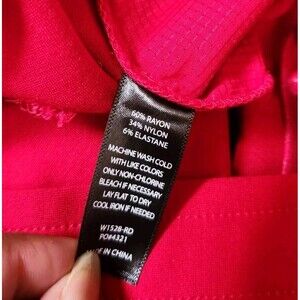 60% RAYON
34% NYLON
6% ELASTANE
MACHINE WASH COLD
WITH LIKE COLORS
ONLY NON-CHLORINE
BLEACH IF NECESSARY
LAY FLAT TO DRY
COOL IRON IF NEEDED
W1528-RD
PO#4321
OF IN CHINA